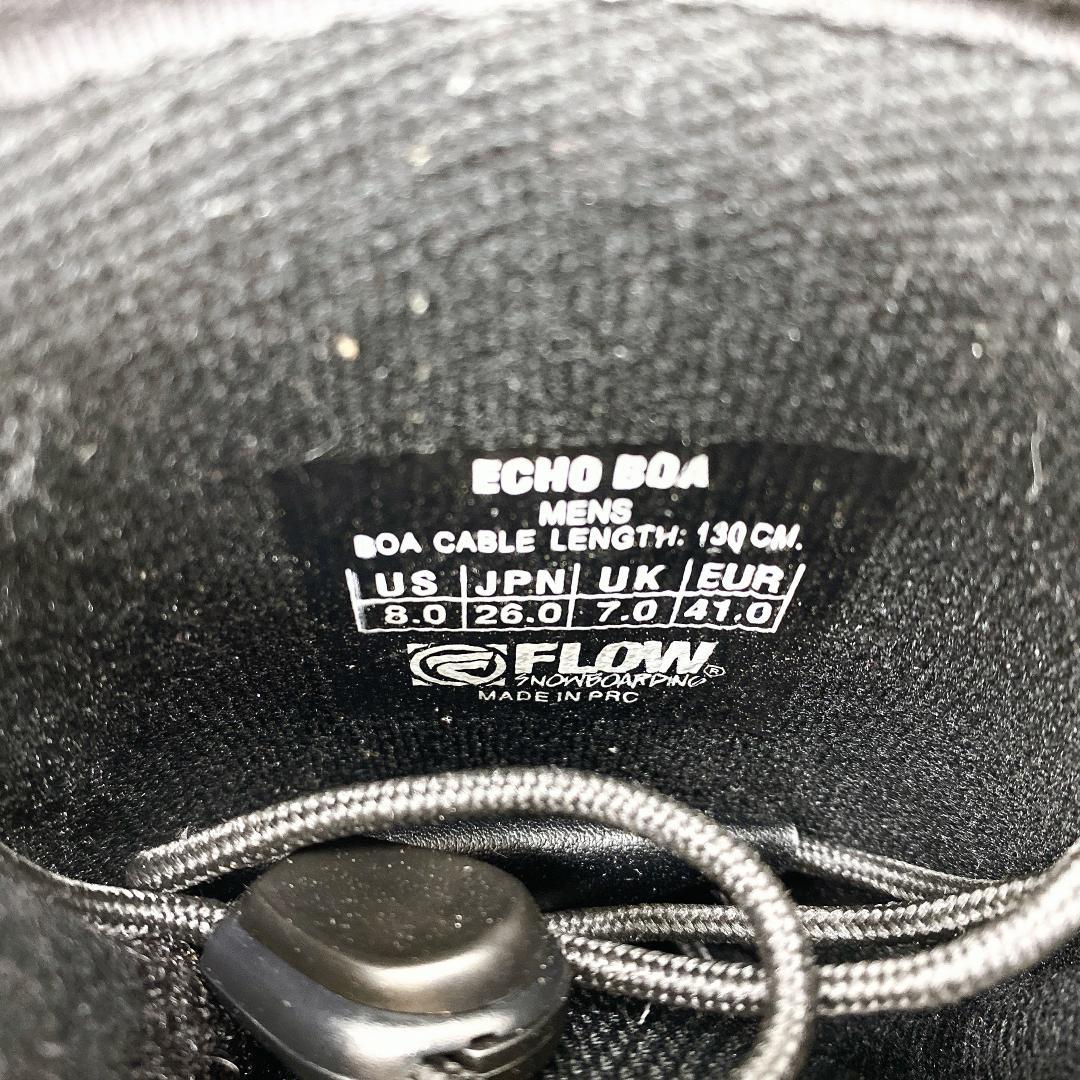 ECHO BOA
MENS
BOA CABLE LENGTH: 130 CM.
US JPN UK EUR
8.0 26.0 7.0 41.0
FLOW
SNOWBOARDING®
MADE IN PRC